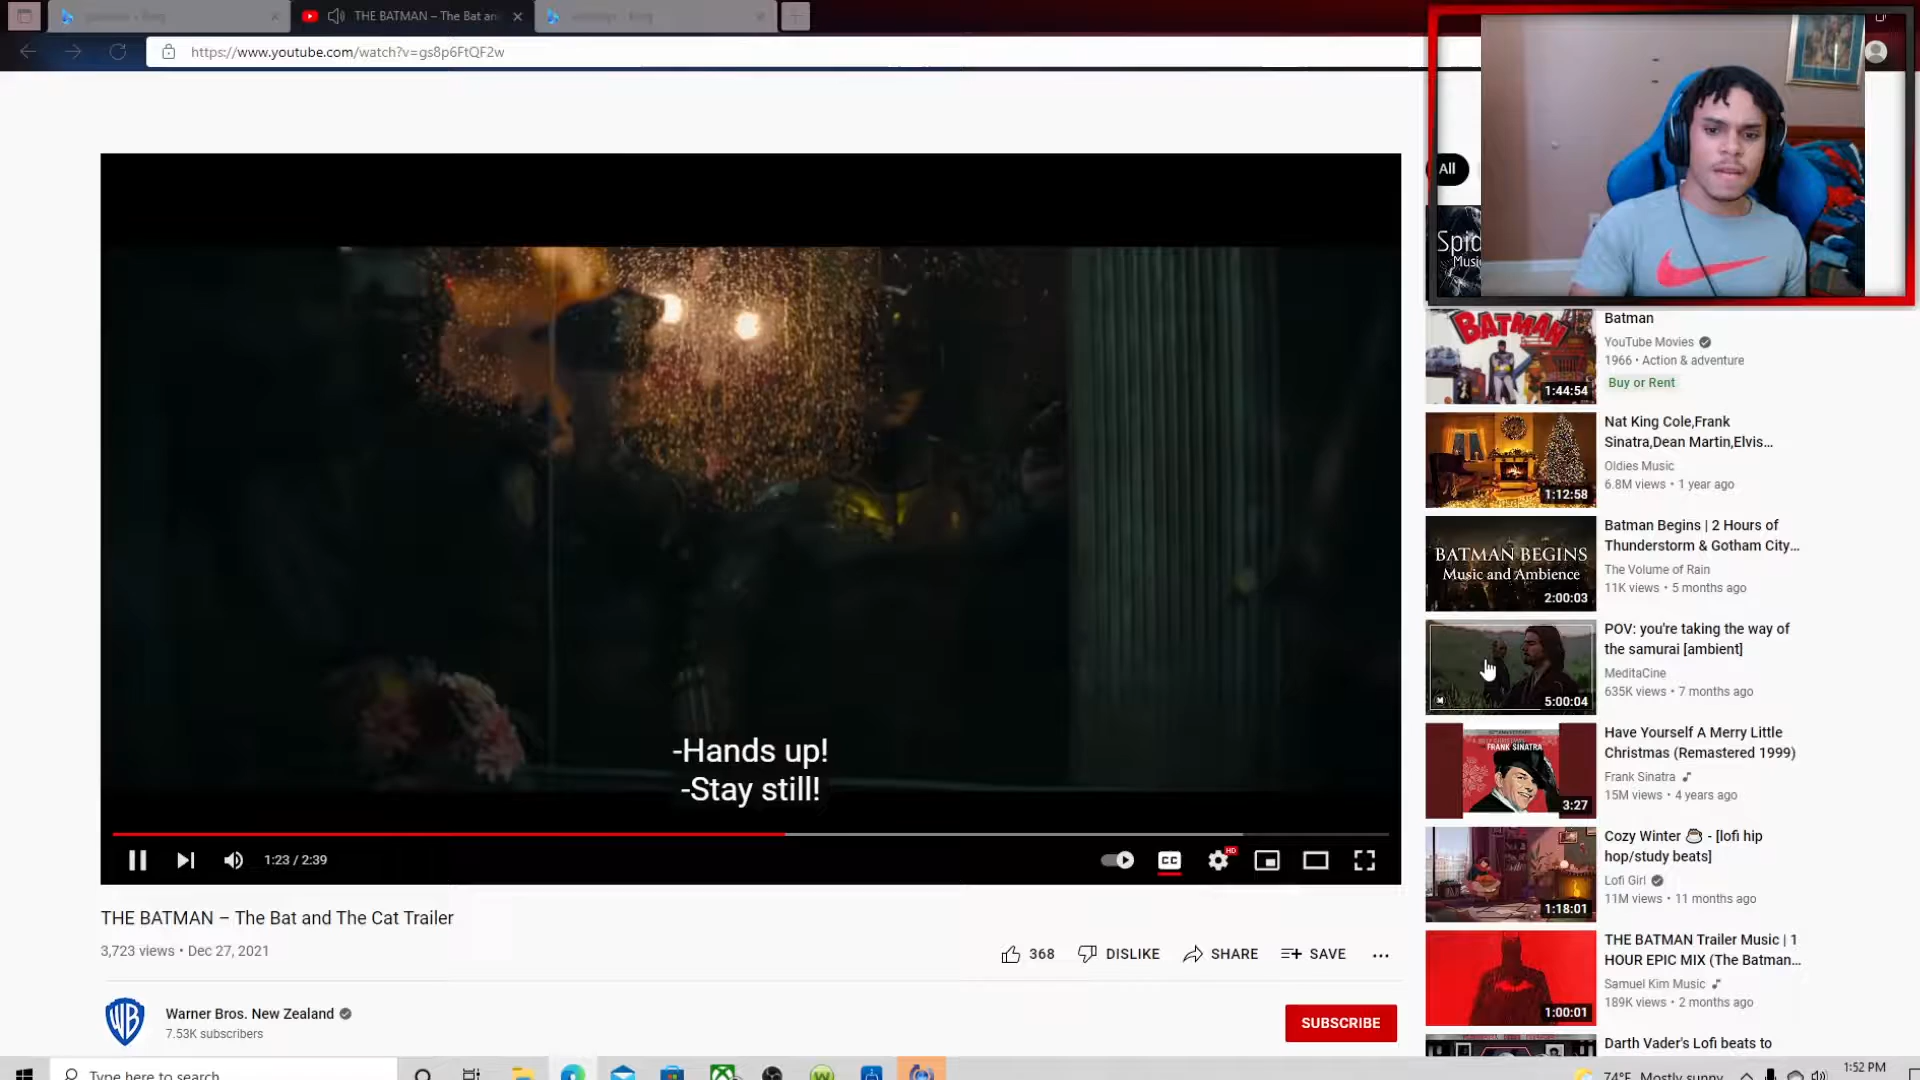 THE BATMAN – The Bat an
https://www.youtube.com/watch?v=gs8p6FtQF2w
All
Spid
Music
-Hands up!
-Stay still!
1:23 / 2:39
CC
HD
THE BATMAN – The Bat and The Cat Trailer
3,723 views • Dec 27, 2021
368
DISLIKE
SHARE
SAVE
WB
Warner Bros. New Zealand
7.53K subscribers
SUBSCRIBE
BATMAN
1:44:54
Batman
YouTube Movies
1966 • Action & adventure
Buy or Rent
1:12:58
Nat King Cole,Frank
Sinatra,Dean Martin,Elvis...
Oldies Music
6.8M views • 1 year ago
BATMAN BEGINS
Music and Ambience
2:00:03
Batman Begins | 2 Hours of
Thunderstorm & Gotham City...
The Volume of Rain
11K views • 5 months ago
5:00:04
POV: you're taking the way of
the samurai [ambient]
MeditaCine
635K views • 7 months ago
FRANK SINATRA
3:27
Have Yourself A Merry Little
Christmas (Remastered 1999)
Frank Sinatra
15M views • 4 years ago
1:18:01
Cozy Winter ☕ - [lofi hip
hop/study beats]
Lofi Girl
11M views • 11 months ago
1:00:01
THE BATMAN Trailer Music | 1
HOUR EPIC MIX (The Batman...
Samuel Kim Music
189K views • 2 months ago
Darth Vader's Lofi beats to
Type here to search
74°F Mostly sunny
1:52 PM